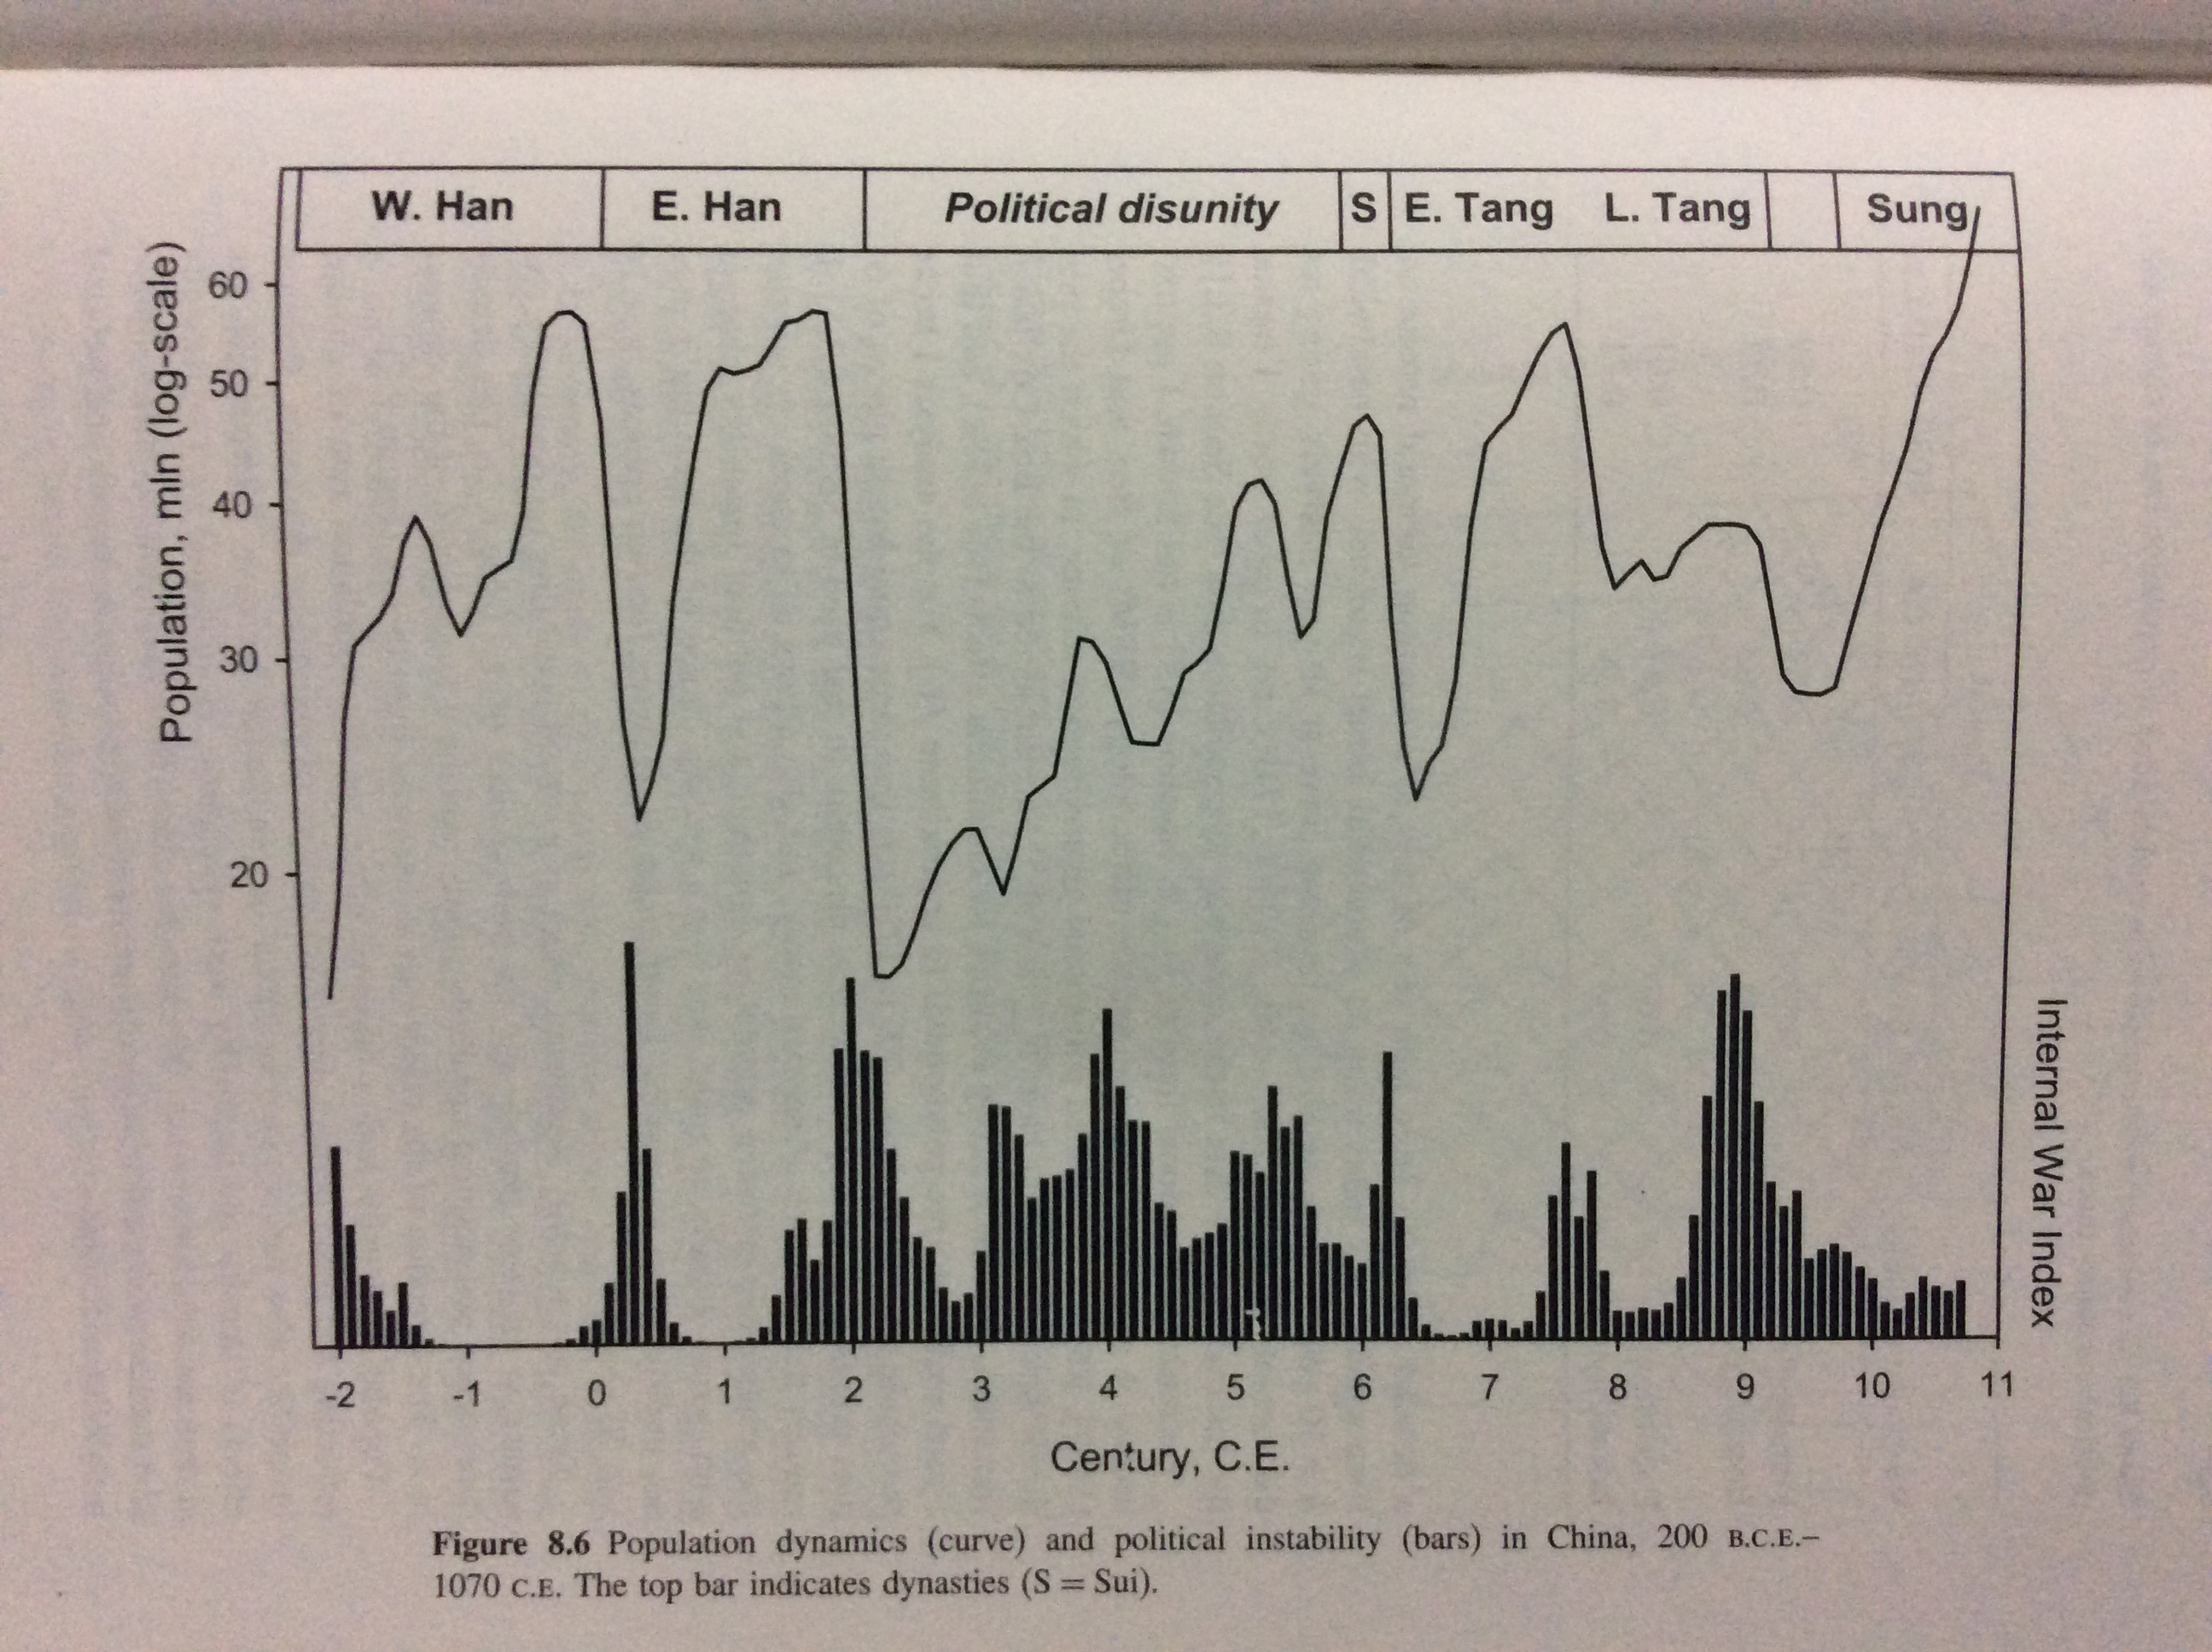 W. Han E. Han Political disunity S E. Tang L. Tang Sung
Population, mln (log-scale)
60
50
40
30
20
Internal War Index
-2 -1 0 1 2 3 4 5 6 7 8 9 10 11
Century, C.E.
Figure 8.6 Population dynamics (curve) and political instability (bars) in China, 200 B.C.E.–
1070 C.E. The top bar indicates dynasties (S = Sui).